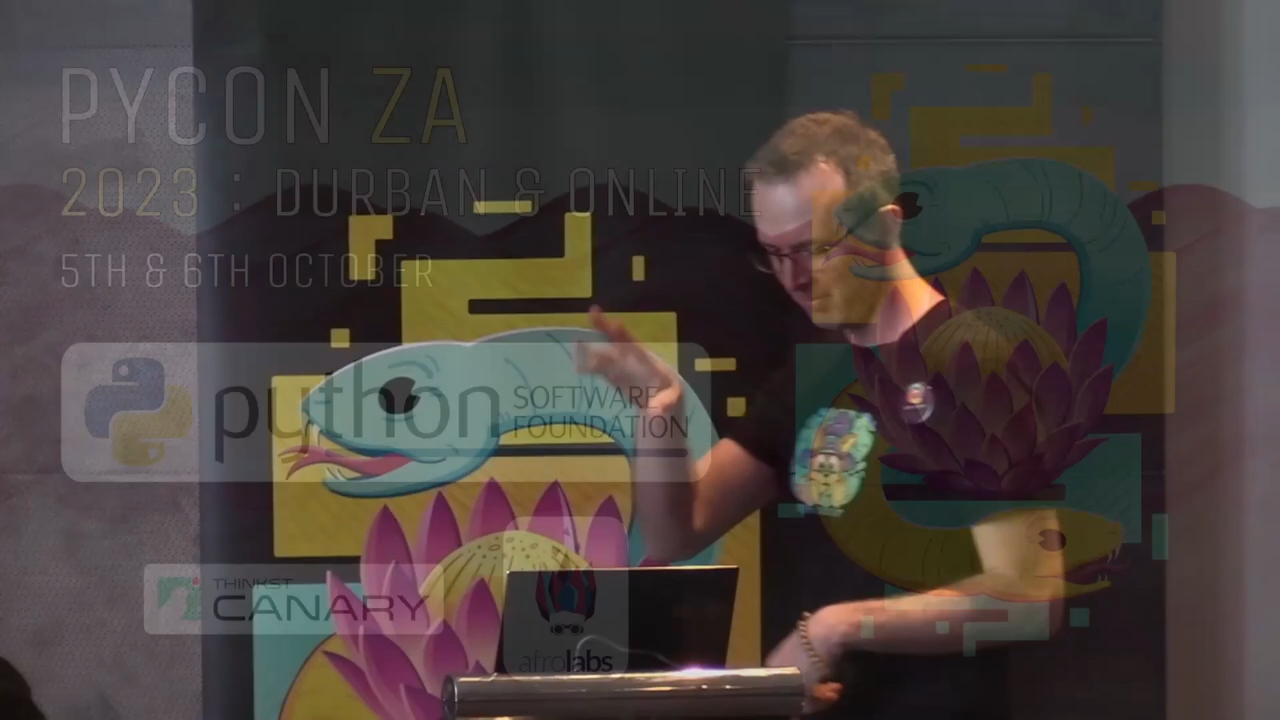 PYCON ZA
2023 : DURBAN & ONLINE
5TH & 6TH OCTOBER
python SOFTWARE
FOUNDATION
THINKST
CANARY
afrolabs